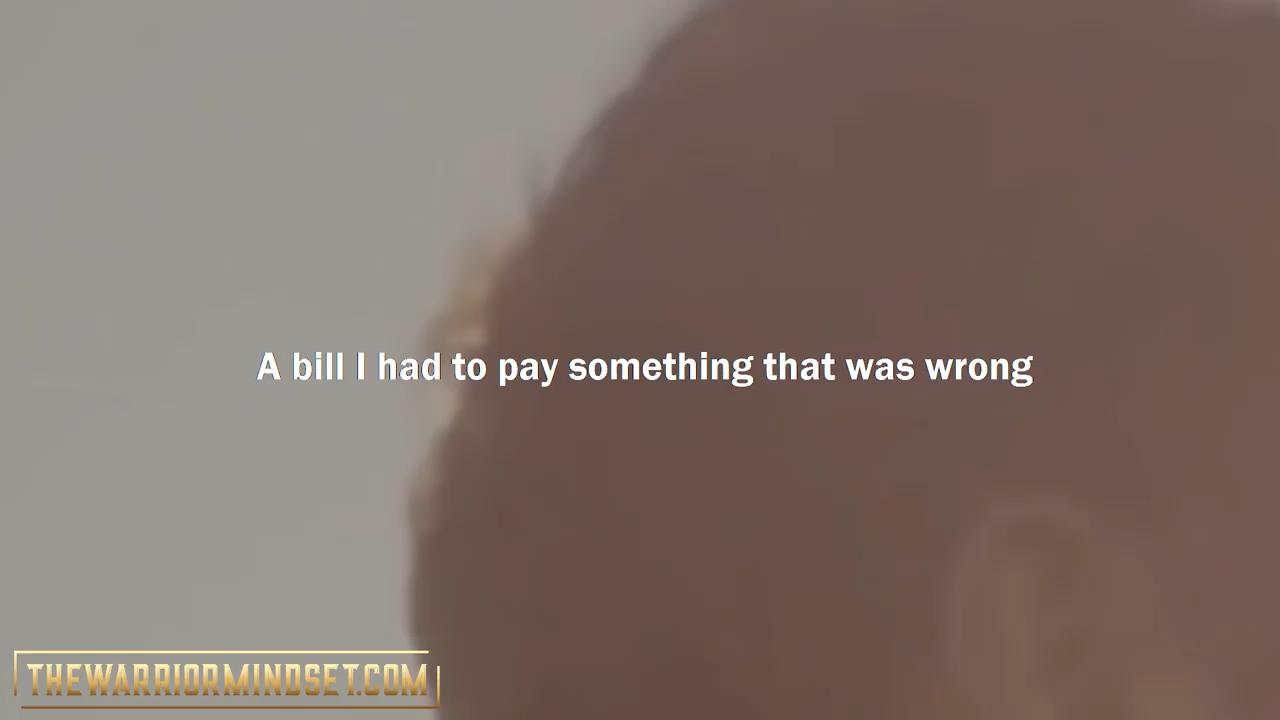 A bill I had to pay something that was wrong
THEWARRIORMINDSET.COM